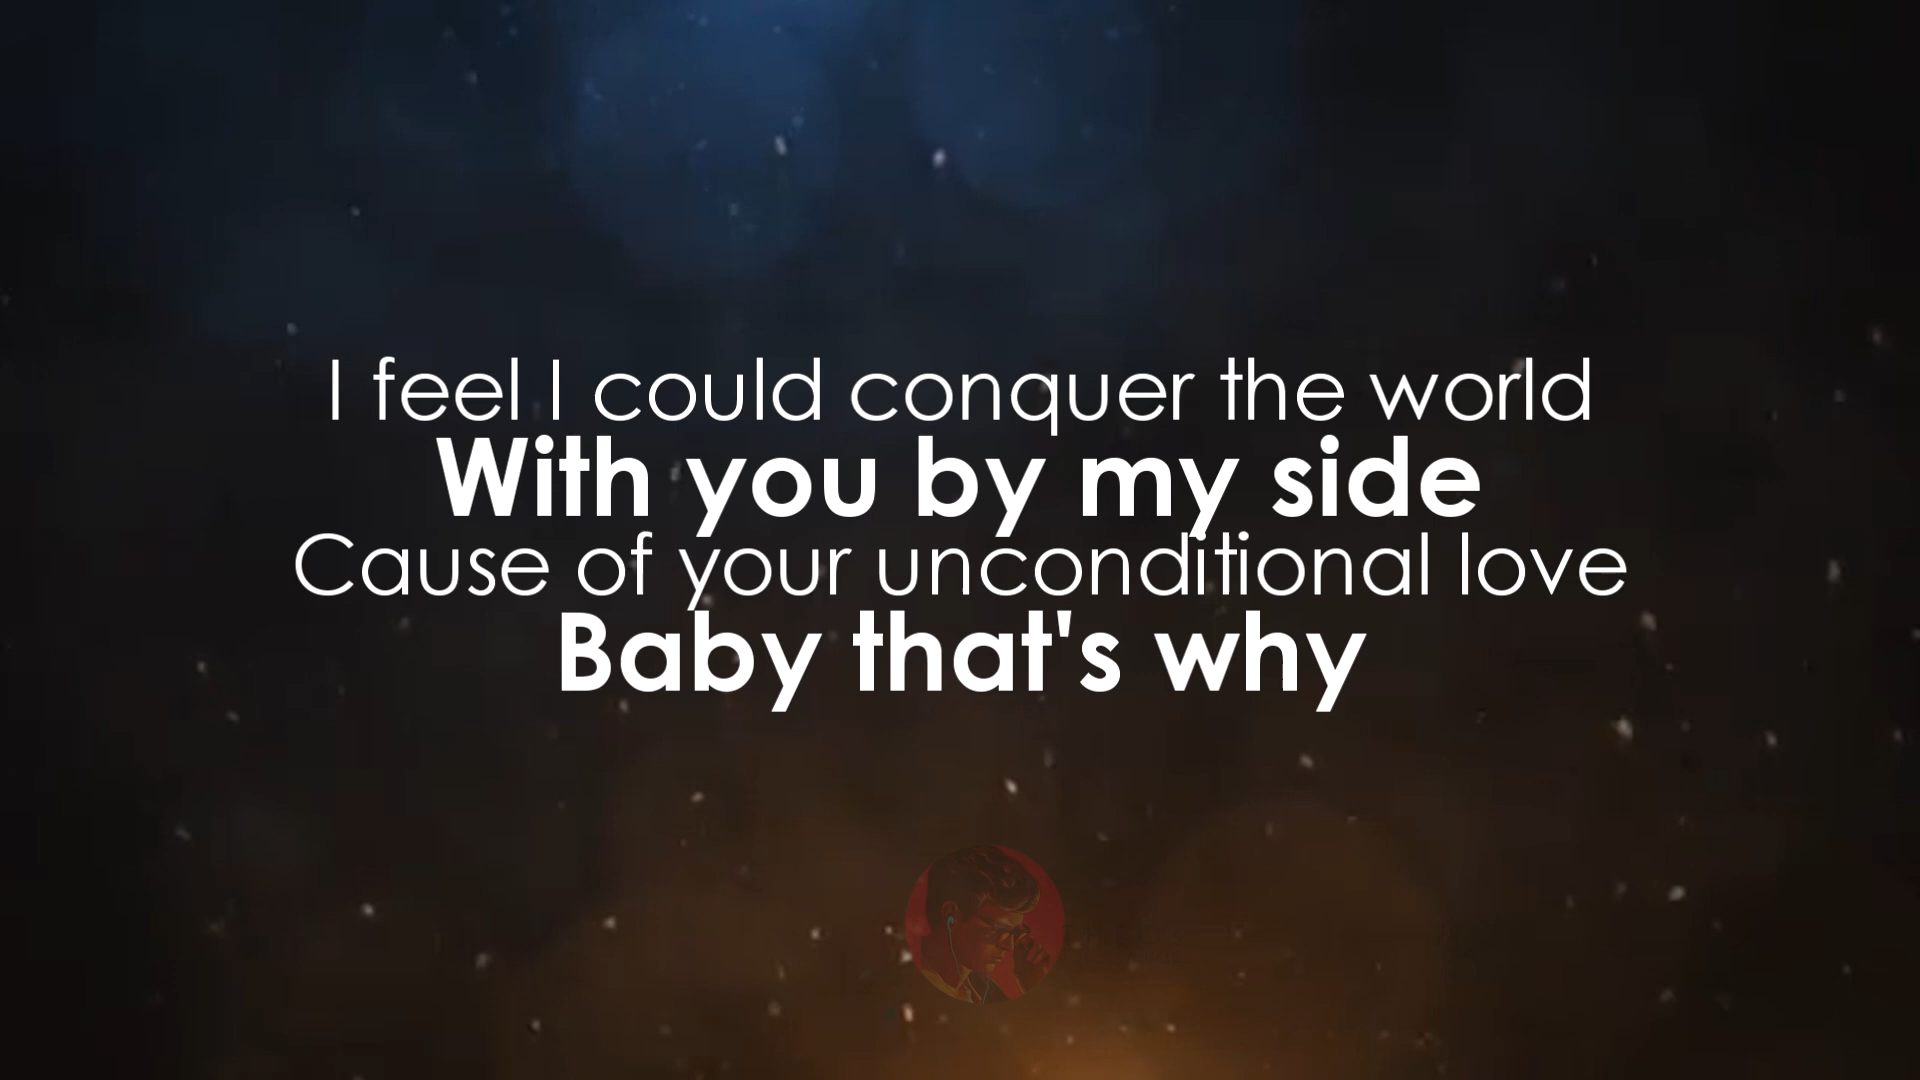 I feel I could conquer the world
With you by my side
Cause of your unconditional love
Baby that's why